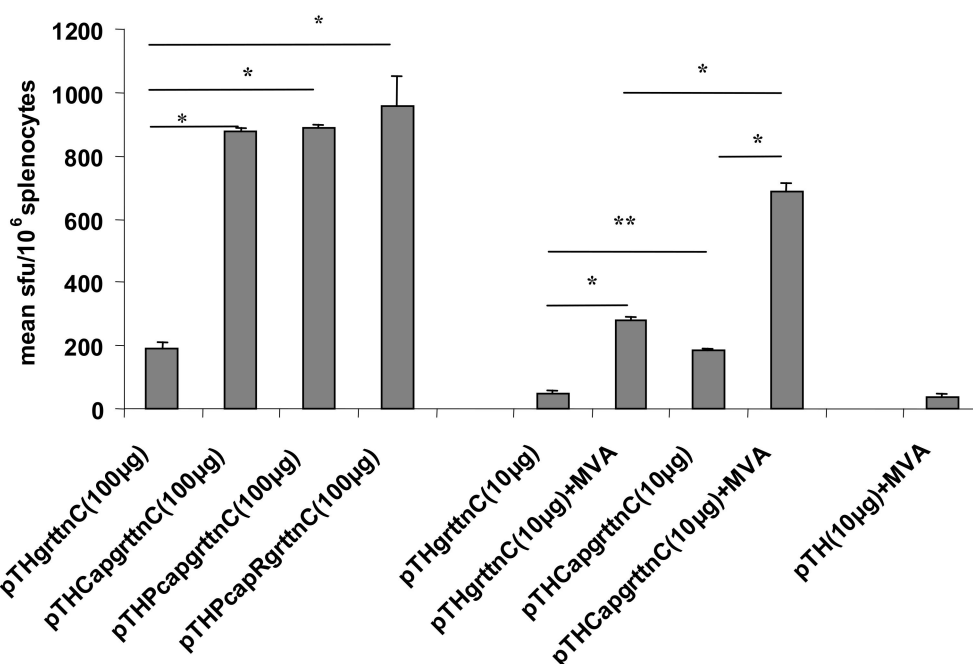 mean sfu/10⁶ splenocytes
1200
1000
800
600
400
200
0
*
*
*
*
*
**
*
pTHgrttnC(100µg)
pTHCapgrttnC(100µg)
pTHPcapgrttnC(100µg)
pTHPcapRgrttnC(100µg)
pTHgrttnC(10µg)
pTHgrttnC(10µg)+MVA
pTHCapgrttnC(10µg)
pTHCapgrttnC(10µg)+MVA
pTH(10µg)+MVA